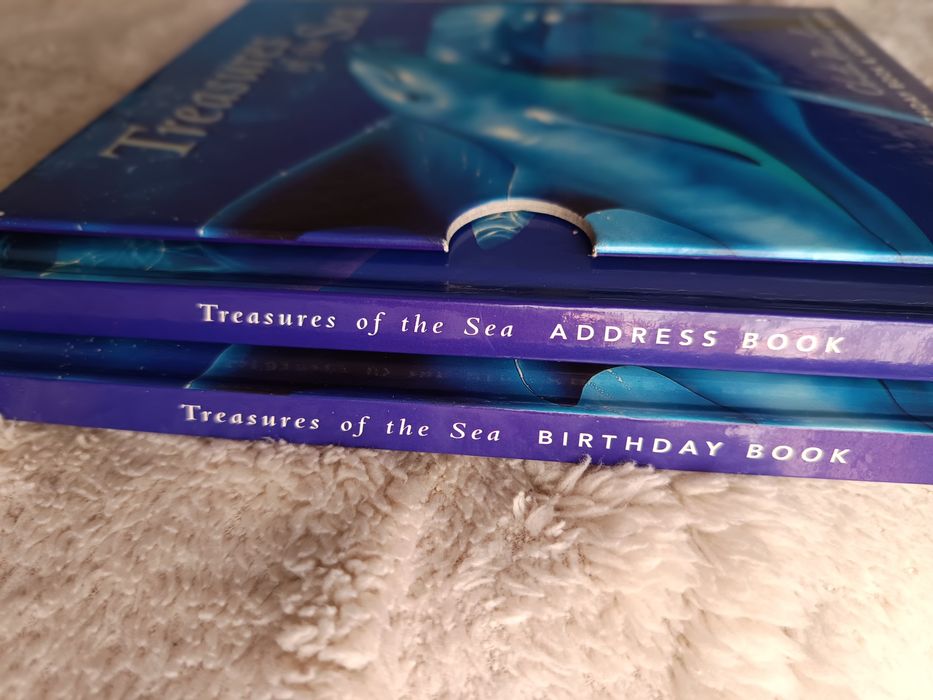 Treasures
of the Sea
Treasures of the Sea ADDRESS BOOK
Treasures of the Sea BIRTHDAY BOOK